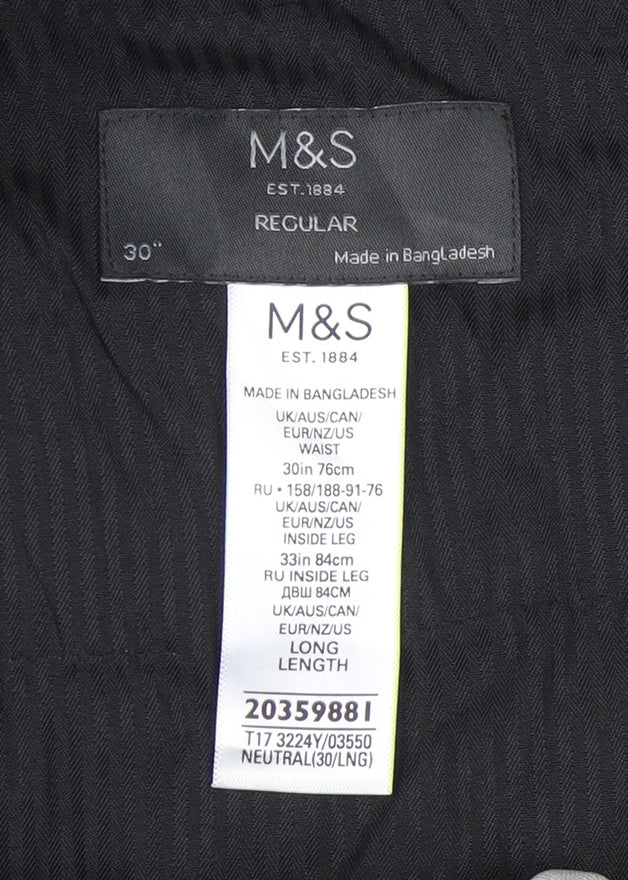 M&S
EST.1884
REGULAR
30"
Made in Bangladesh
M&S
EST. 1884
MADE IN BANGLADESH
UK/AUS/CAN/
EUR/NZ/US
WAIST
30in 76cm
RU • 158/188-91-76
UK/AUS/CAN/
EUR/NZ/US
INSIDE LEG
33in 84cm
RU INSIDE LEG
ДВШ 84CM
UK/AUS/CAN/
EUR/NZ/US
LONG
LENGTH
20359881
T17 3224Y/03550
NEUTRAL(30/LNG)